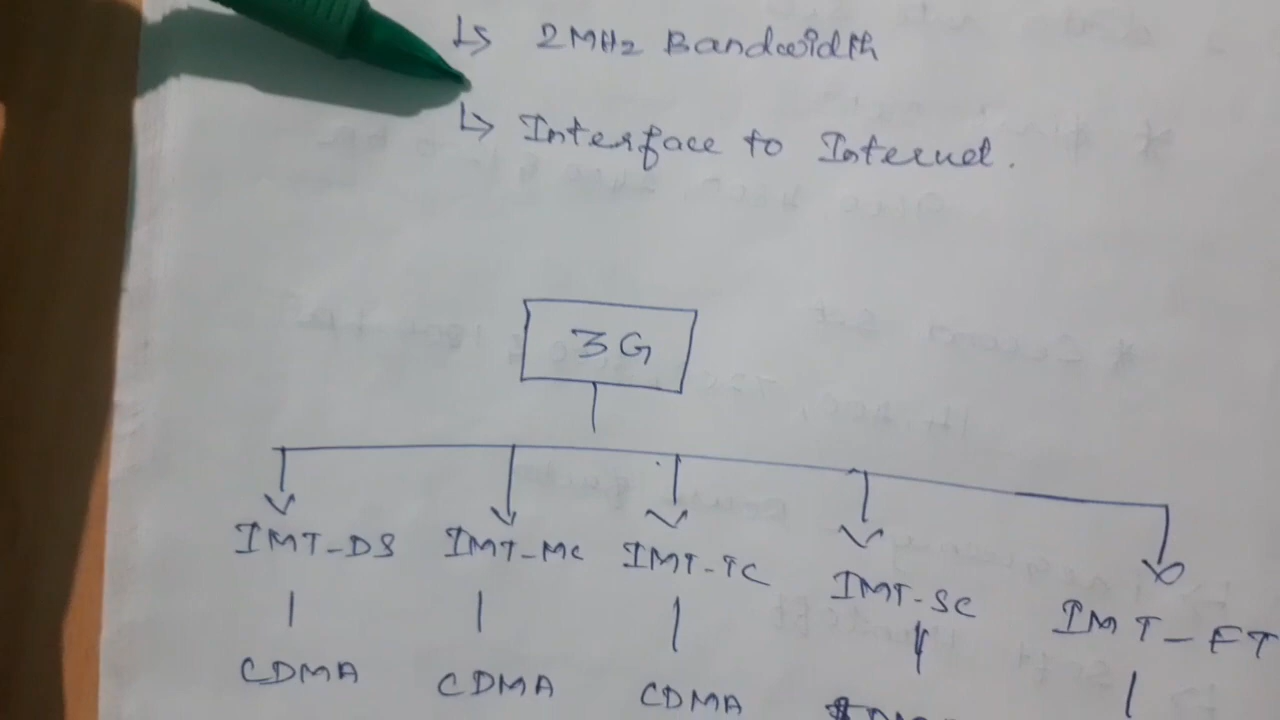 2MHz Bandwidth
Interface to Internet.
3G
IMT-DS IMT-MC IMT-TC IMT-SC IMT-FT
CDMA CDMA CDMA